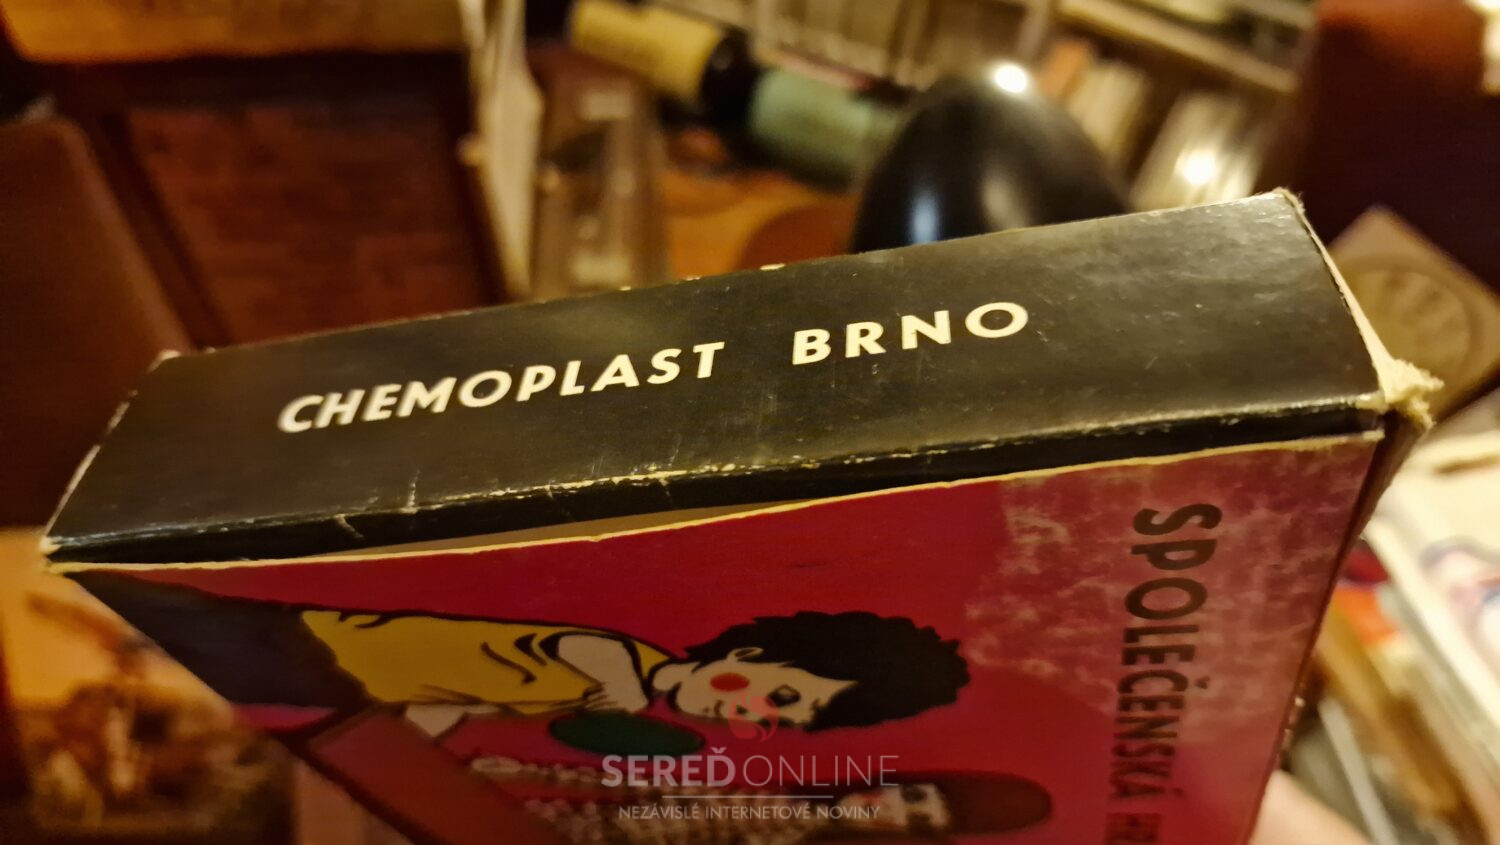 CHEMOPLAST BRNO
SPOLEČENSKÁ
SEREĎONLINE
NEZÁVISLÉ INTERNETOVÉ NOVINY